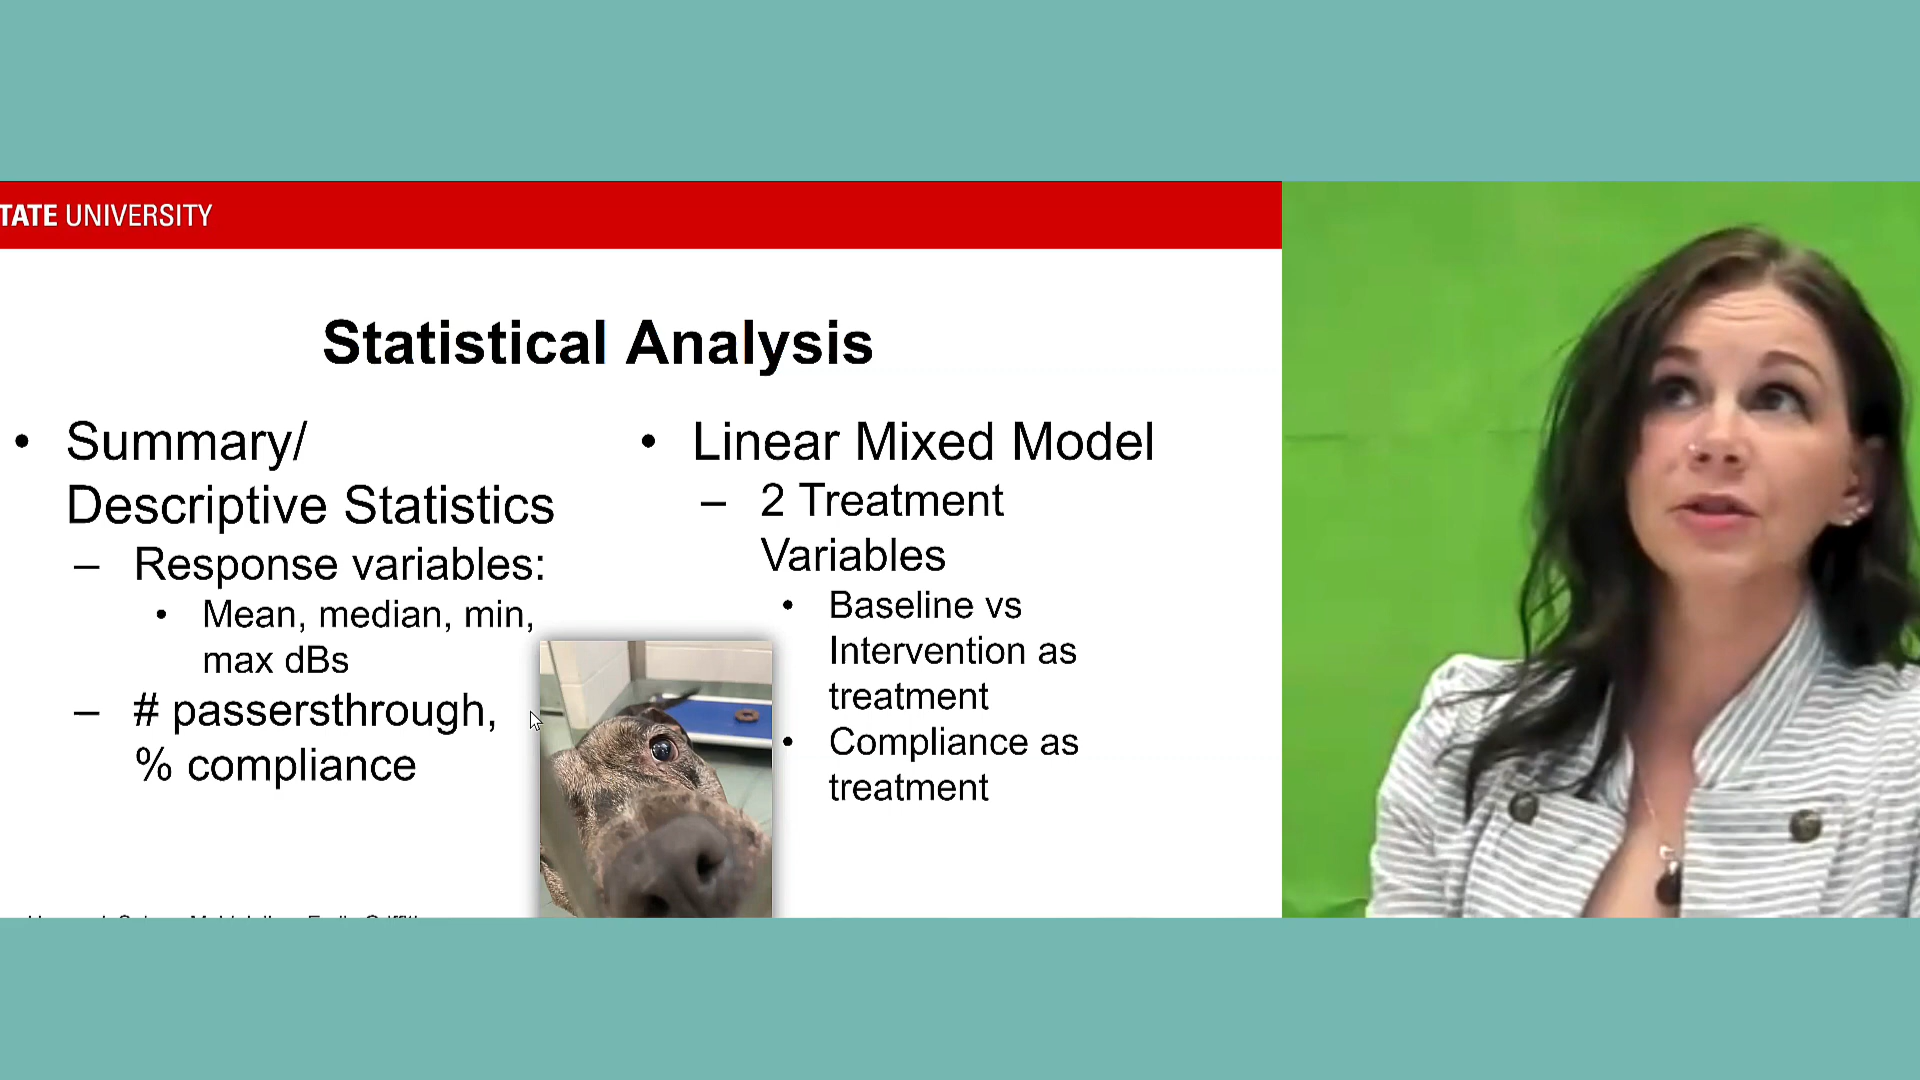 TATE UNIVERSITY
Statistical Analysis
• Summary/
Descriptive Statistics
– Response variables:
• Mean, median, min,
max dBs
– # passersthrough,
% compliance
• Linear Mixed Model
– 2 Treatment
Variables
• Baseline vs
Intervention as
treatment
• Compliance as
treatment